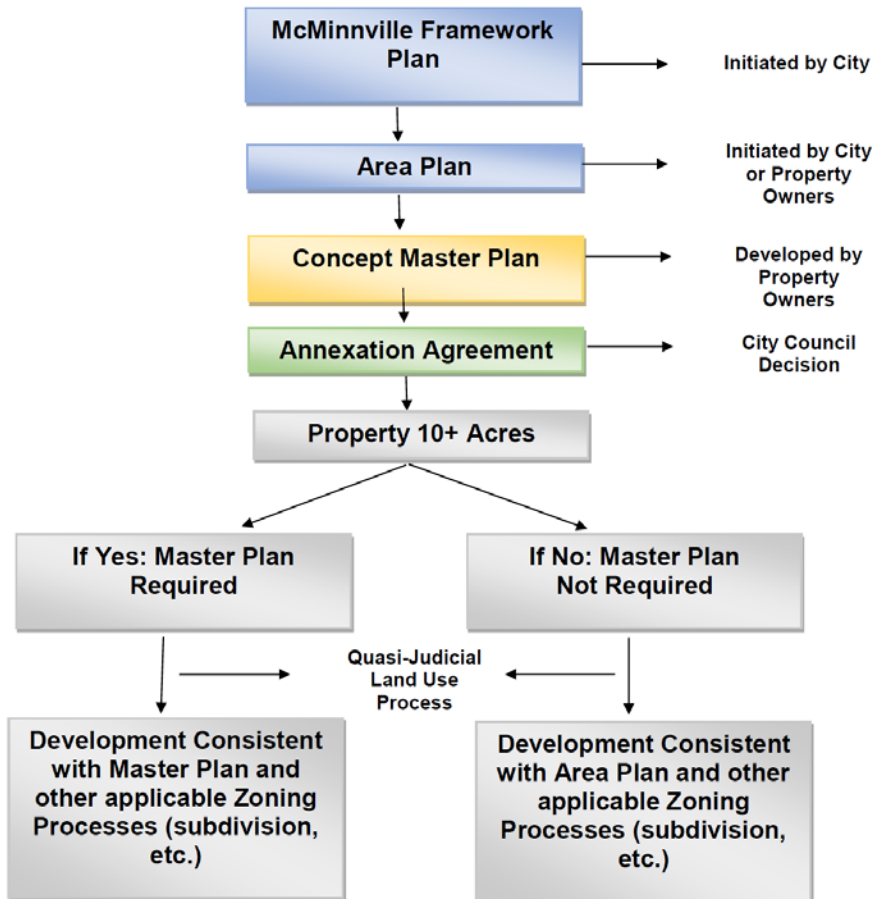 McMinnville Framework
Plan
Initiated by City
Area Plan
Initiated by City
or Property
Owners
Concept Master Plan
Developed by
Property
Owners
Annexation Agreement
City Council
Decision
Property 10+ Acres
If Yes: Master Plan
Required
If No: Master Plan
Not Required
Quasi-Judicial
Land Use
Process
Development Consistent
with Master Plan and
other applicable Zoning
Processes (subdivision,
etc.)
Development Consistent
with Area Plan and other
applicable Zoning
Processes (subdivision,
etc.)